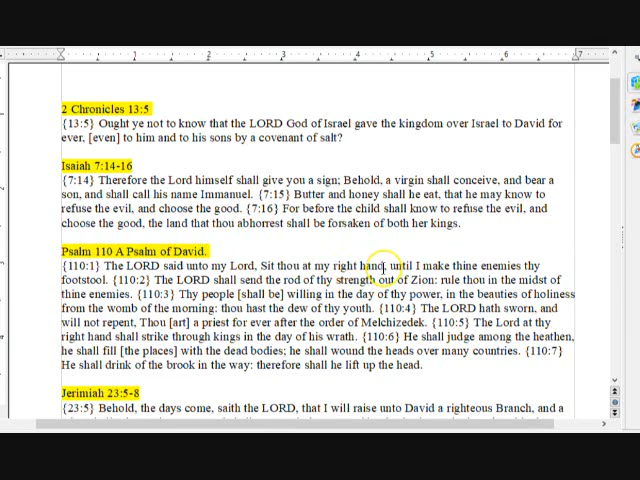 1 2 3 4 5 6 7
2 Chronicles 13:5
{13:5} Ought ye not to know that the LORD God of Israel gave the kingdom over Israel to David for
ever, [even] to him and to his sons by a covenant of salt?
Isaiah 7:14-16
{7:14} Therefore the Lord himself shall give you a sign; Behold, a virgin shall conceive, and bear a
son, and shall call his name Immanuel. {7:15} Butter and honey shall he eat, that he may know to
refuse the evil, and choose the good. {7:16} For before the child shall know to refuse the evil, and
choose the good, the land that thou abhorrest shall be forsaken of both her kings.
Psalm 110 A Psalm of David.
{110:1} The LORD said unto my Lord, Sit thou at my right hand, until I make thine enemies thy
footstool. {110:2} The LORD shall send the rod of thy strength out of Zion: rule thou in the midst of
thine enemies. {110:3} Thy people [shall be] willing in the day of thy power, in the beauties of holiness
from the womb of the morning: thou hast the dew of thy youth. {110:4} The LORD hath sworn, and
will not repent, Thou [art] a priest for ever after the order of Melchizedek. {110:5} The Lord at thy
right hand shall strike through kings in the day of his wrath. {110:6} He shall judge among the heathen,
he shall fill [the places] with the dead bodies; he shall wound the heads over many countries. {110:7}
He shall drink of the brook in the way: therefore shall he lift up the head.
Jerimiah 23:5-8
{23:5} Behold, the days come, saith the LORD, that I will raise unto David a righteous Branch, and a